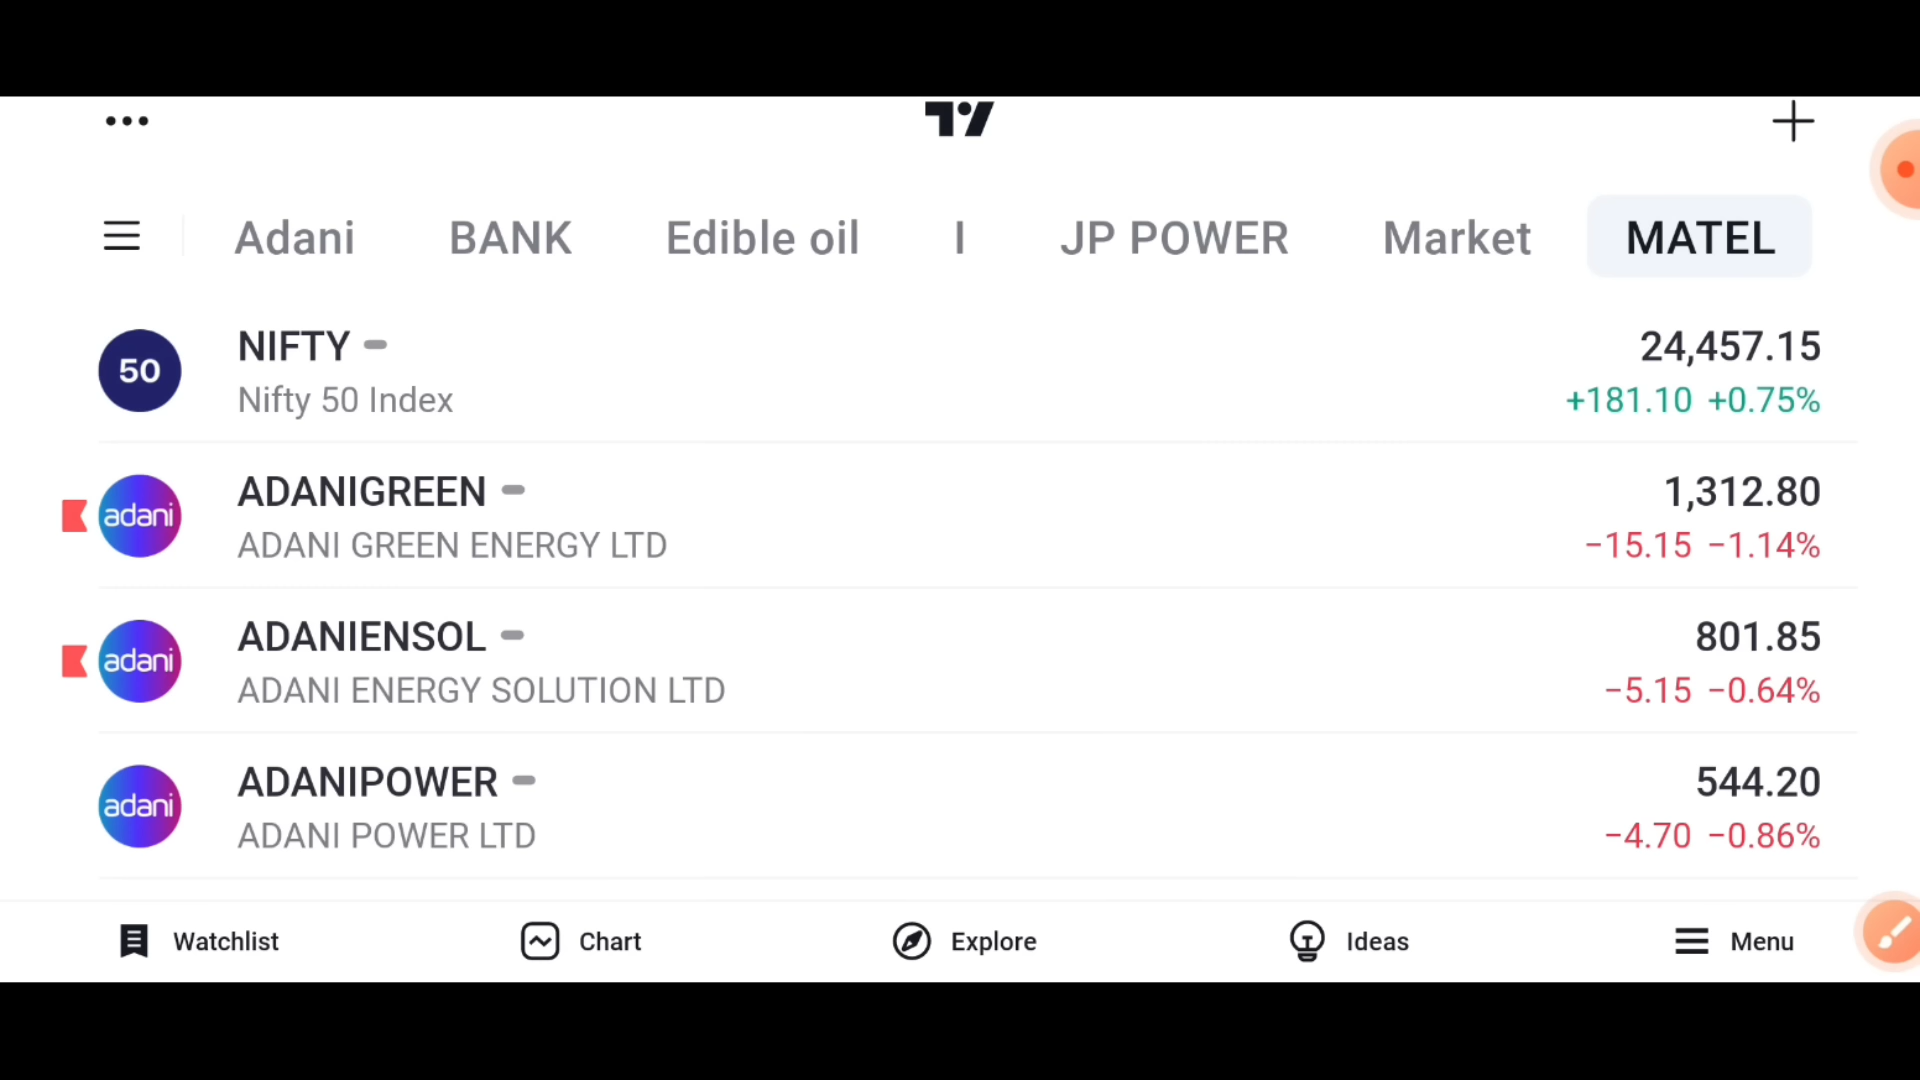 Adani BANK Edible oil I JP POWER Market MATEL
50 NIFTY 24,457.15
Nifty 50 Index +181.10 +0.75%
adani ADANIGREEN 1,312.80
ADANI GREEN ENERGY LTD −15.15 −1.14%
adani ADANIENSOL 801.85
ADANI ENERGY SOLUTION LTD −5.15 −0.64%
adani ADANIPOWER 544.20
ADANI POWER LTD −4.70 −0.86%
Watchlist Chart Explore Ideas Menu